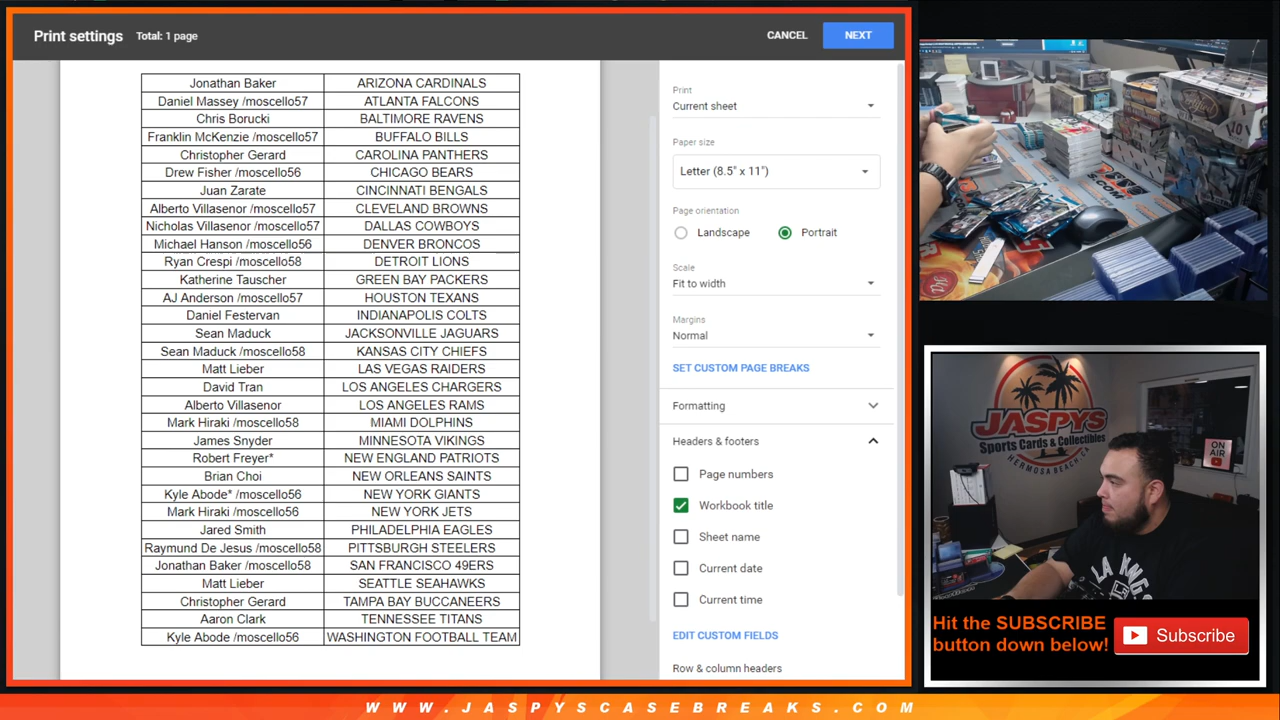 Print settings Total: 1 page CANCEL NEXT
Jonathan Baker ARIZONA CARDINALS
Daniel Massey /moscello57 ATLANTA FALCONS
Chris Borucki BALTIMORE RAVENS
Franklin McKenzie /moscello57 BUFFALO BILLS
Christopher Gerard CAROLINA PANTHERS
Drew Fisher /moscello56 CHICAGO BEARS
Juan Zarate CINCINNATI BENGALS
Alberto Villasenor /moscello57 CLEVELAND BROWNS
Nicholas Villasenor /moscello57 DALLAS COWBOYS
Michael Hanson /moscello56 DENVER BRONCOS
Ryan Crespi /moscello58 DETROIT LIONS
Katherine Tauscher GREEN BAY PACKERS
AJ Anderson /moscello57 HOUSTON TEXANS
Daniel Festervan INDIANAPOLIS COLTS
Sean Maduck JACKSONVILLE JAGUARS
Sean Maduck /moscello58 KANSAS CITY CHIEFS
Matt Lieber LAS VEGAS RAIDERS
David Tran LOS ANGELES CHARGERS
Alberto Villasenor LOS ANGELES RAMS
Mark Hiraki /moscello58 MIAMI DOLPHINS
James Snyder MINNESOTA VIKINGS
Robert Freyer* NEW ENGLAND PATRIOTS
Brian Choi NEW ORLEANS SAINTS
Kyle Abode* /moscello56 NEW YORK GIANTS
Mark Hiraki /moscello56 NEW YORK JETS
Jared Smith PHILADELPHIA EAGLES
Raymund De Jesus /moscello58 PITTSBURGH STEELERS
Jonathan Baker /moscello58 SAN FRANCISCO 49ERS
Matt Lieber SEATTLE SEAHAWKS
Christopher Gerard TAMPA BAY BUCCANEERS
Aaron Clark TENNESSEE TITANS
Kyle Abode /moscello56 WASHINGTON FOOTBALL TEAM
Print
Current sheet
Paper size
Letter (8.5" x 11")
Page orientation
Landscape Portrait
Scale
Fit to width
Margins
Normal
SET CUSTOM PAGE BREAKS
Formatting
Headers & footers
Page numbers
Workbook title
Sheet name
Current date
Current time
EDIT CUSTOM FIELDS
Row & column headers
JASPYS
Sports Cards & Collectibles
HERMOSA BEACH, CA
ON
AIR
LA KINGS
Hit the SUBSCRIBE
button down below!
Subscribe
WWW.JASPYSCASEBREAKS.COM